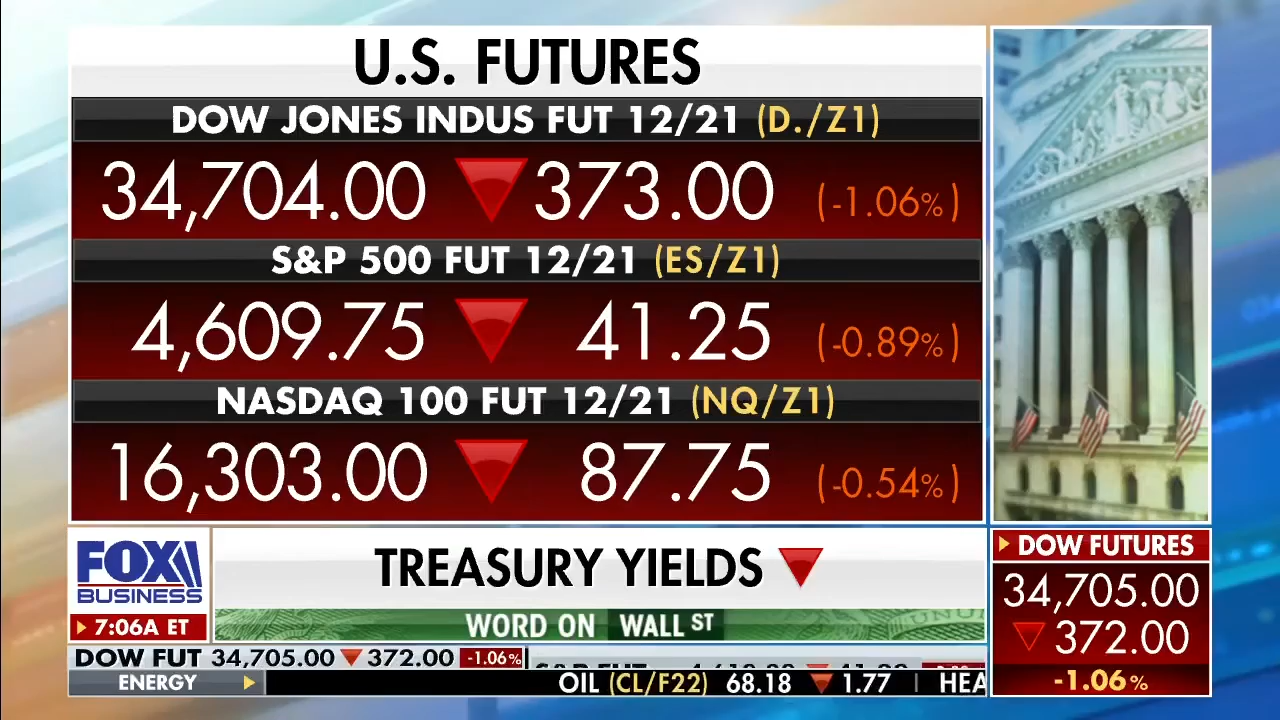 U.S. FUTURES
DOW JONES INDUS FUT 12/21 (D./Z1)
34,704.00 ▼ 373.00 (-1.06%)
S&P 500 FUT 12/21 (ES/Z1)
4,609.75 ▼ 41.25 (-0.89%)
NASDAQ 100 FUT 12/21 (NQ/Z1)
16,303.00 ▼ 87.75 (-0.54%)
FOX
BUSINESS
7:06A ET
TREASURY YIELDS ▼
WORD ON WALL ST
DOW FUTURES
34,705.00
▼ 372.00
-1.06%
DOW FUT 34,705.00 ▼ 372.00 -1.06%
ENERGY
OIL (CL/F22) 68.18 ▼ 1.77 | HEA